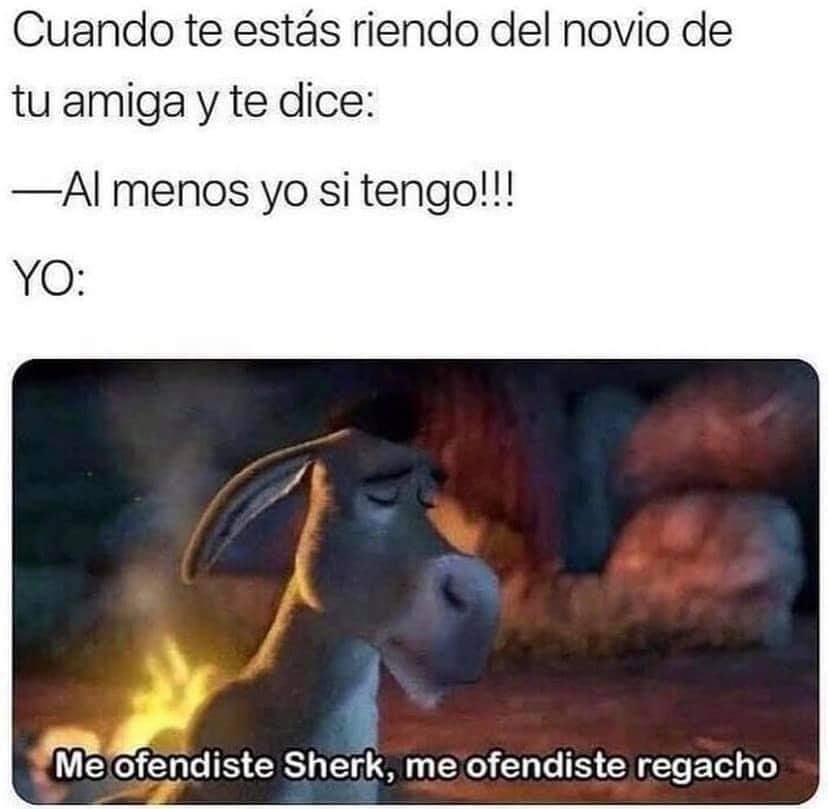 Cuando te estás riendo del novio de
tu amiga y te dice:
—Al menos yo si tengo!!!
YO:
Me ofendiste Sherk, me ofendiste regacho